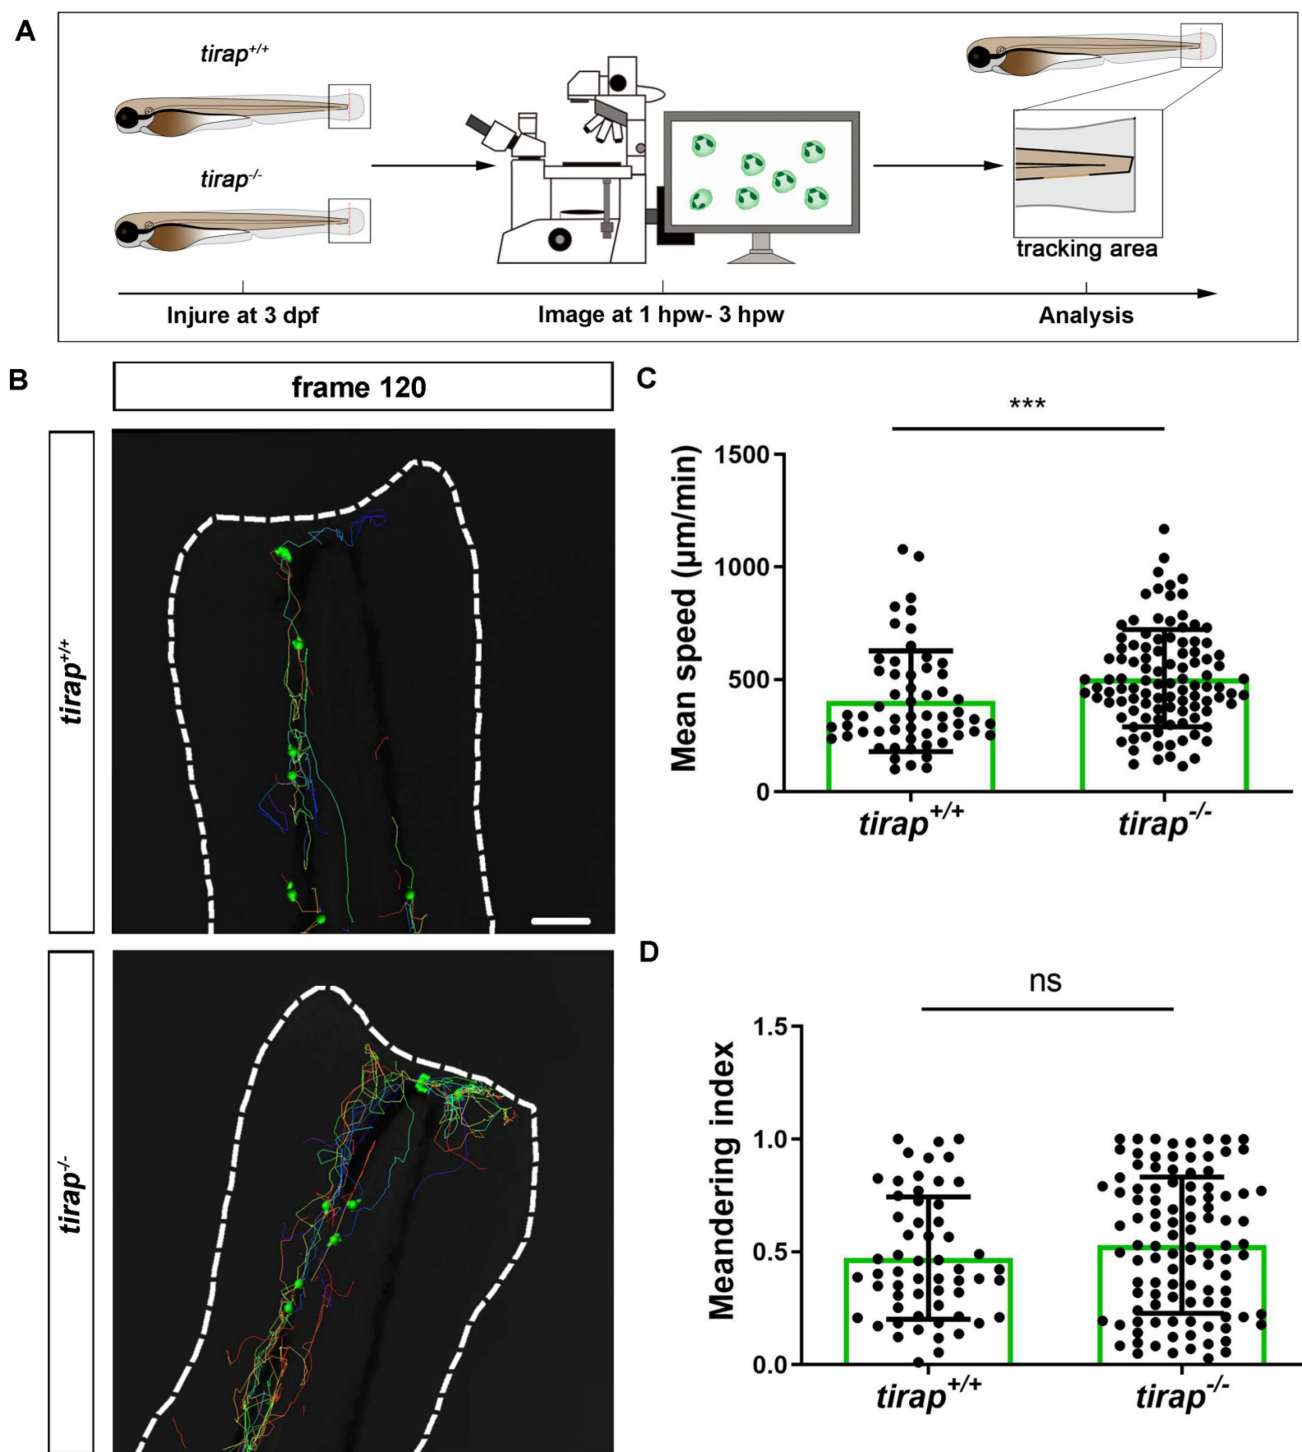 A
tirap+/+
tirap-/-
tracking area
Injure at 3 dpf
Image at 1 hpw- 3 hpw
Analysis
B
frame 120
tirap+/+
tirap-/-
C
***
Mean speed (µm/min)
1500
1000
500
0
tirap+/+
tirap-/-
D
ns
Meandering index
1.5
1.0
0.5
0.0
tirap+/+
tirap-/-